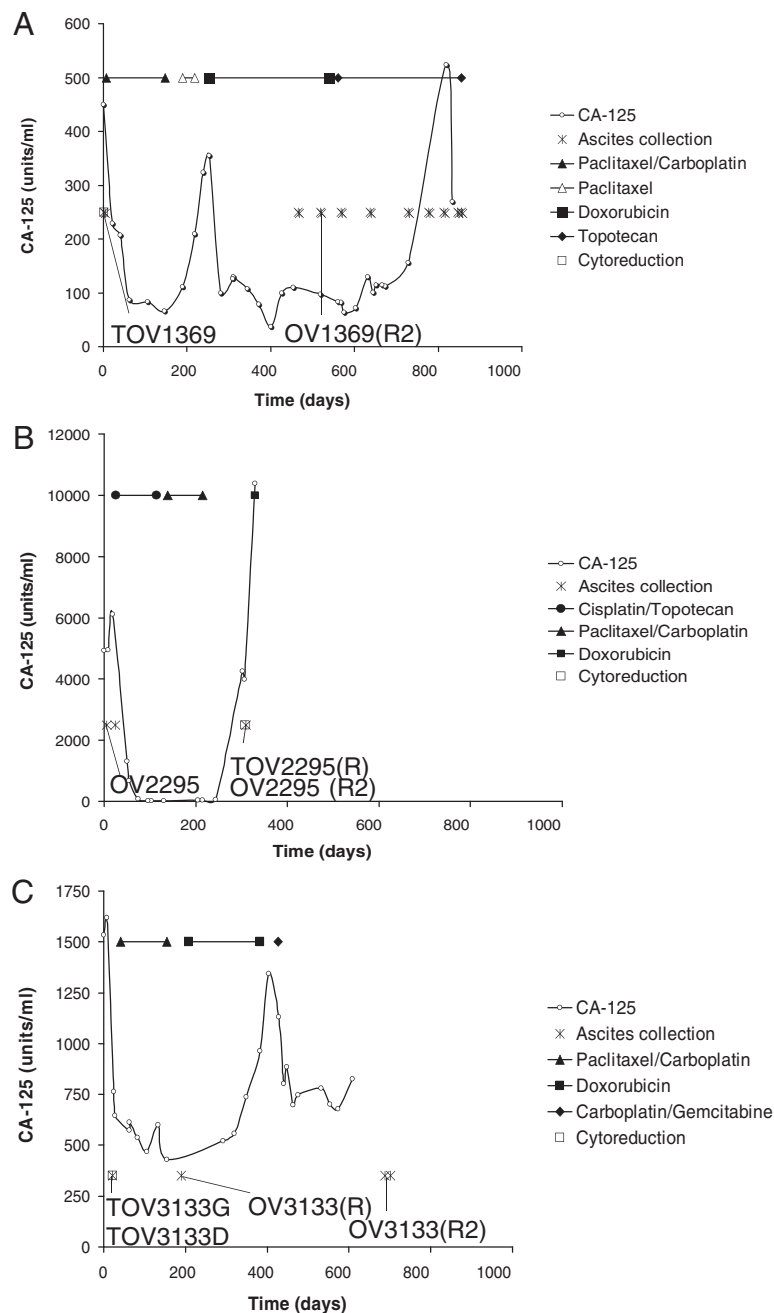 A
600
500
400
300
200
100
0
CA-125 (units/ml)
TOV1369
OV1369(R2)
0 200 400 600 800 1000
Time (days)
CA-125
Ascites collection
Paclitaxel/Carboplatin
Paclitaxel
Doxorubicin
Topotecan
Cytoreduction
B
12000
10000
8000
6000
4000
2000
0
CA-125 (units/ml)
OV2295
TOV2295(R)
OV2295 (R2)
0 200 400 600 800 1000
Time (days)
CA-125
Ascites collection
Cisplatin/Topotecan
Paclitaxel/Carboplatin
Doxorubicin
Cytoreduction
C
1750
1500
1250
1000
750
500
250
0
CA-125 (units/ml)
TOV3133G
TOV3133D
OV3133(R)
OV3133(R2)
0 200 400 600 800 1000
Time (days)
CA-125
Ascites collection
Paclitaxel/Carboplatin
Doxorubicin
Carboplatin/Gemcitabine
Cytoreduction